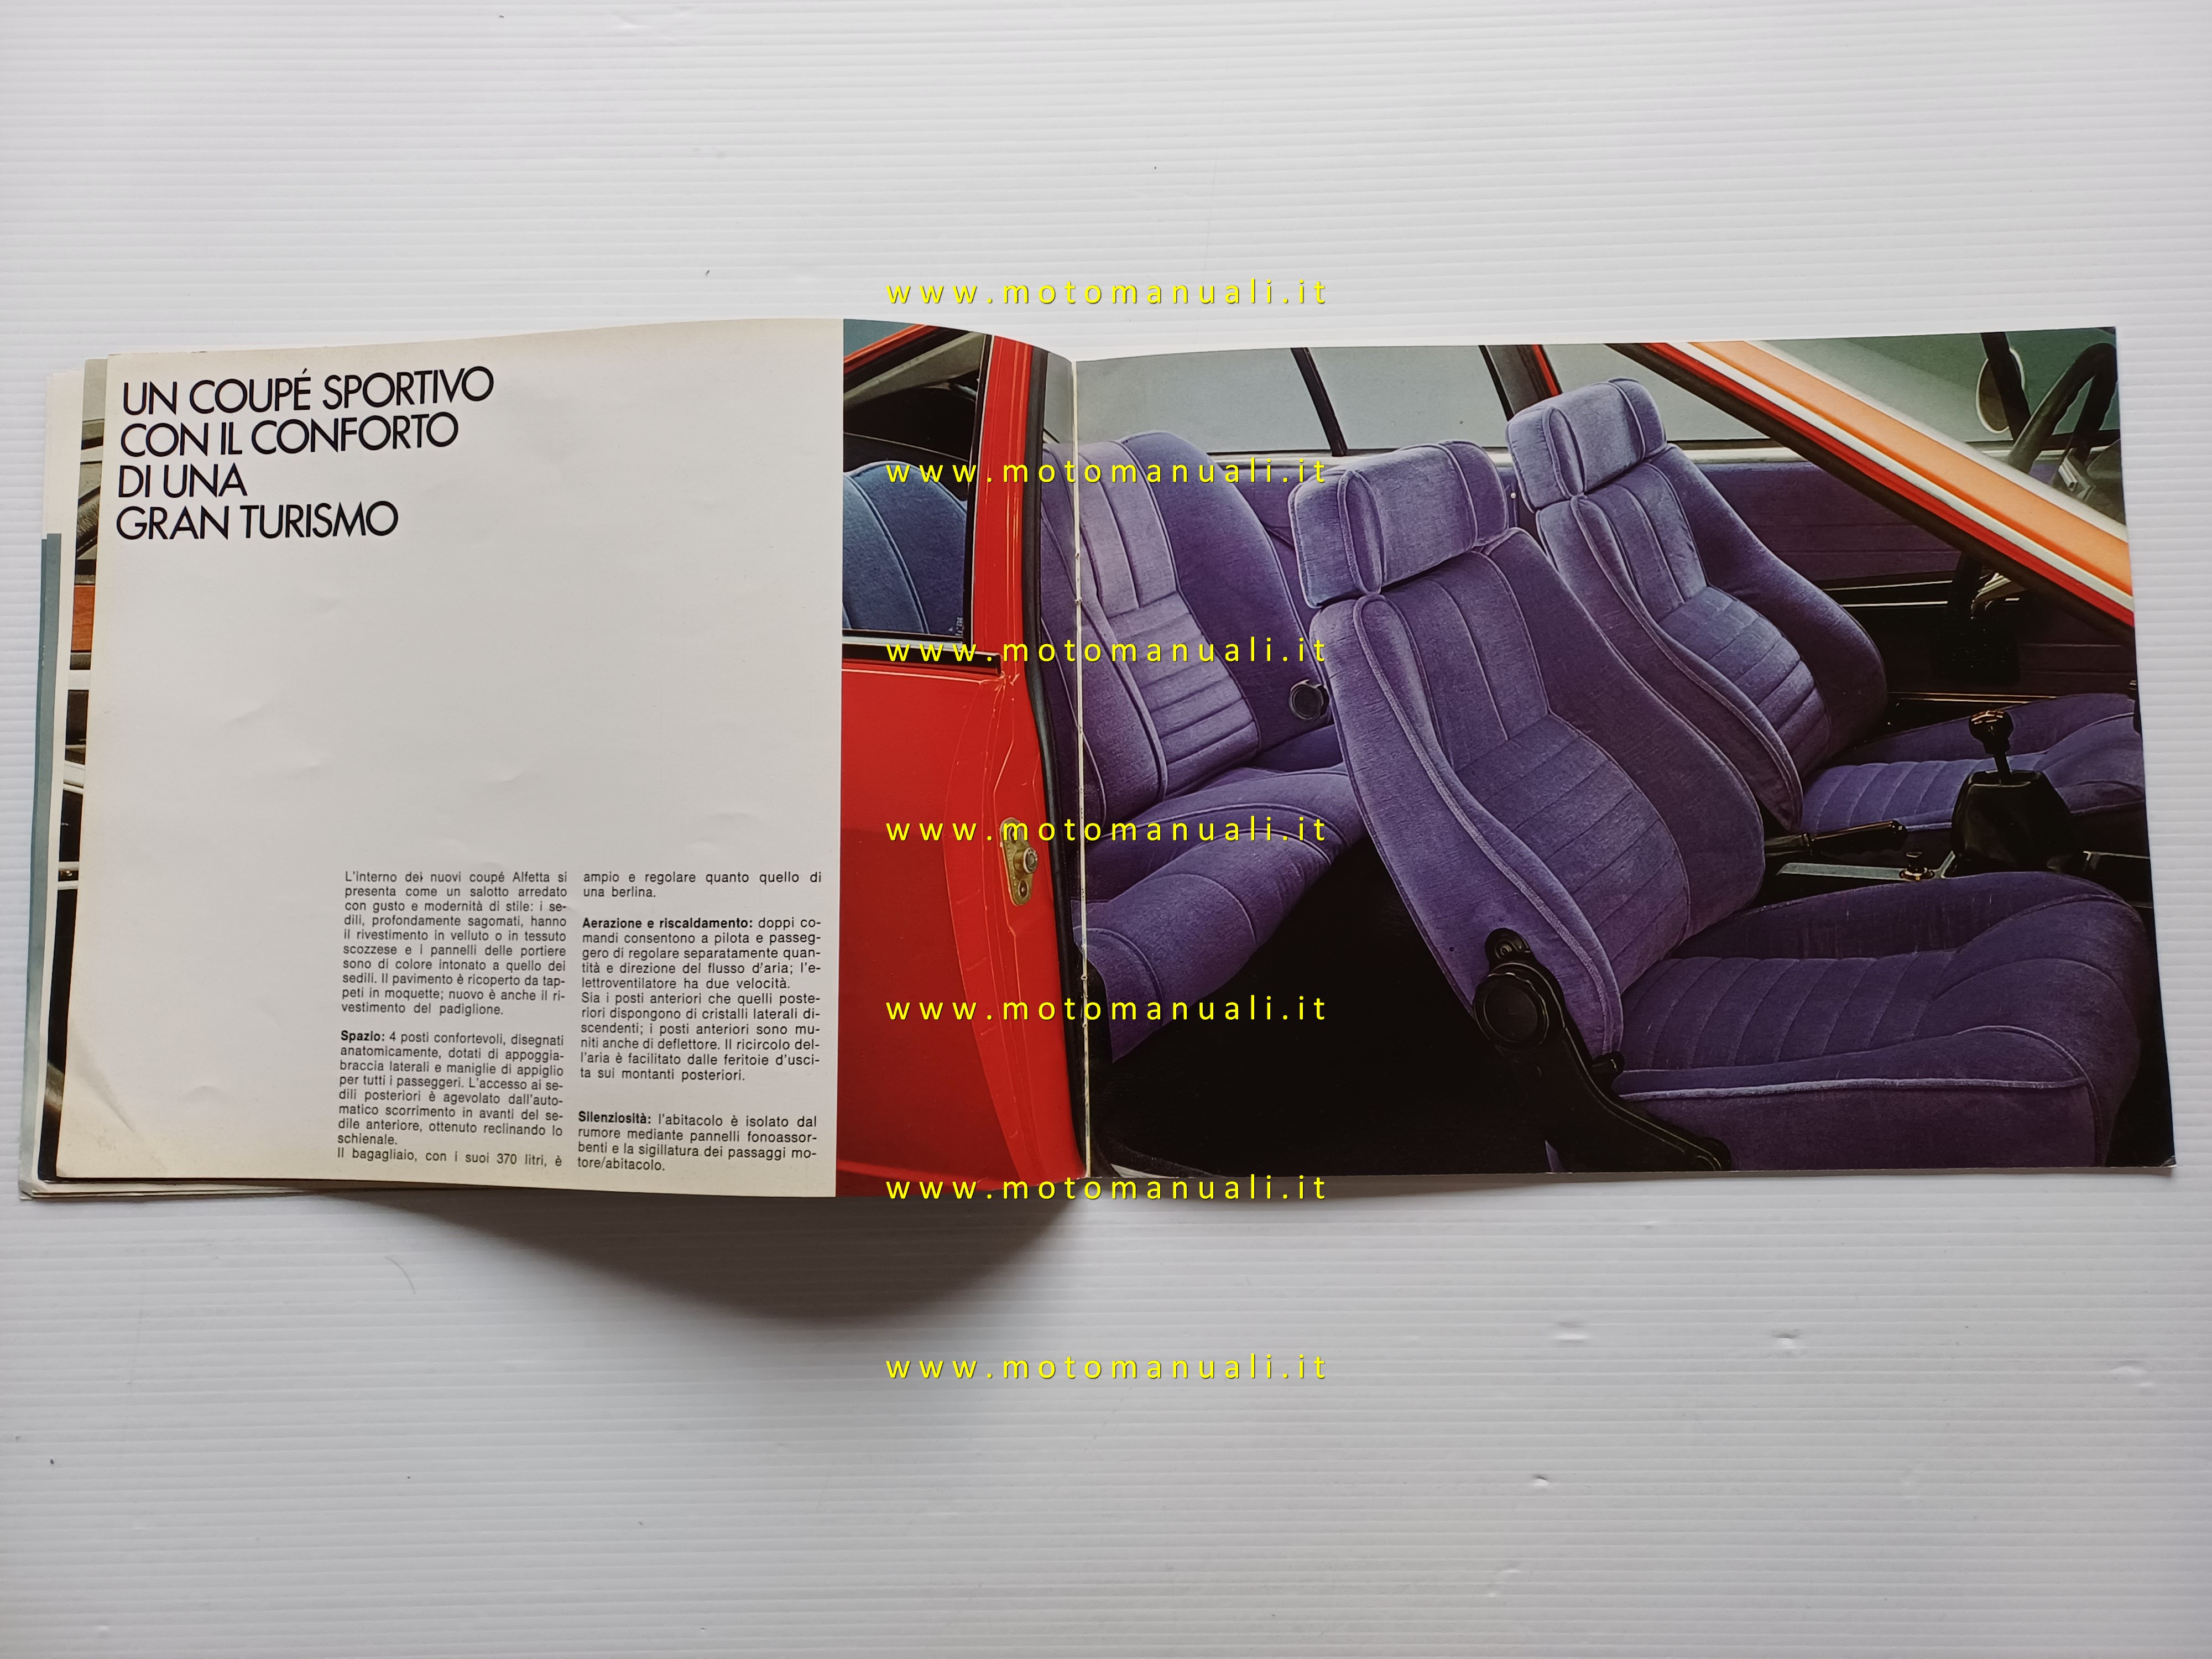 UN COUPÉ SPORTIVO
CON IL CONFORTO
DI UNA
GRAN TURISMO
L'interno dei nuovi coupé Alfetta si
presenta come un salotto arredato
con gusto e modernità di stile: i se-
dili, profondamente sagomati, hanno
il rivestimento in velluto o in tessuto
scozzese e i pannelli delle portiere
sono di colore intonato a quello dei
sedili. Il pavimento è ricoperto da tap-
peti in moquette; nuovo è anche il ri-
vestimento del padiglione.
Spazio: 4 posti confortevoli, disegnati
anatomicamente, dotati di appoggia-
braccia laterali e maniglie di appiglio
per tutti i passeggeri. L'accesso ai se-
dili posteriori è agevolato dall'auto-
matico scorrimento in avanti del se-
dile anteriore, ottenuto reclinando lo
schienale.
Il bagagliaio, con i suoi 370 litri, è
ampio e regolare quanto quello di
una berlina.
Aerazione e riscaldamento: doppi co-
mandi consentono a pilota e passeg-
gero di regolare separatamente quan-
tità e direzione del flusso d'aria; l'e-
lettroventilatore ha due velocità.
Sia i posti anteriori che quelli poste-
riori dispongono di cristalli laterali di-
scendenti; i posti anteriori sono mu-
niti anche di deflettore. Il ricircolo del-
l'aria è facilitato dalle feritoie d'usci-
ta sui montanti posteriori.
Silenziosità: l'abitacolo è isolato dal
rumore mediante pannelli fonoassor-
benti e la sigillatura dei passaggi mo-
tore/abitacolo.
www.motomanuali.it
www.motomanuali.it
www.motomanuali.it
www.motomanuali.it
www.motomanuali.it
www.motomanuali.it
www.motomanuali.it